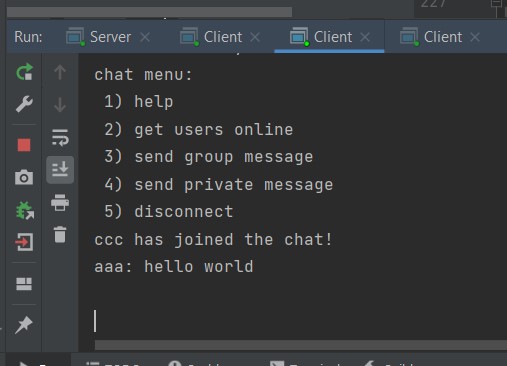 227
Run: Server Client Client Client
chat menu:
1) help
2) get users online
3) send group message
4) send private message
5) disconnect
ccc has joined the chat!
aaa: hello world